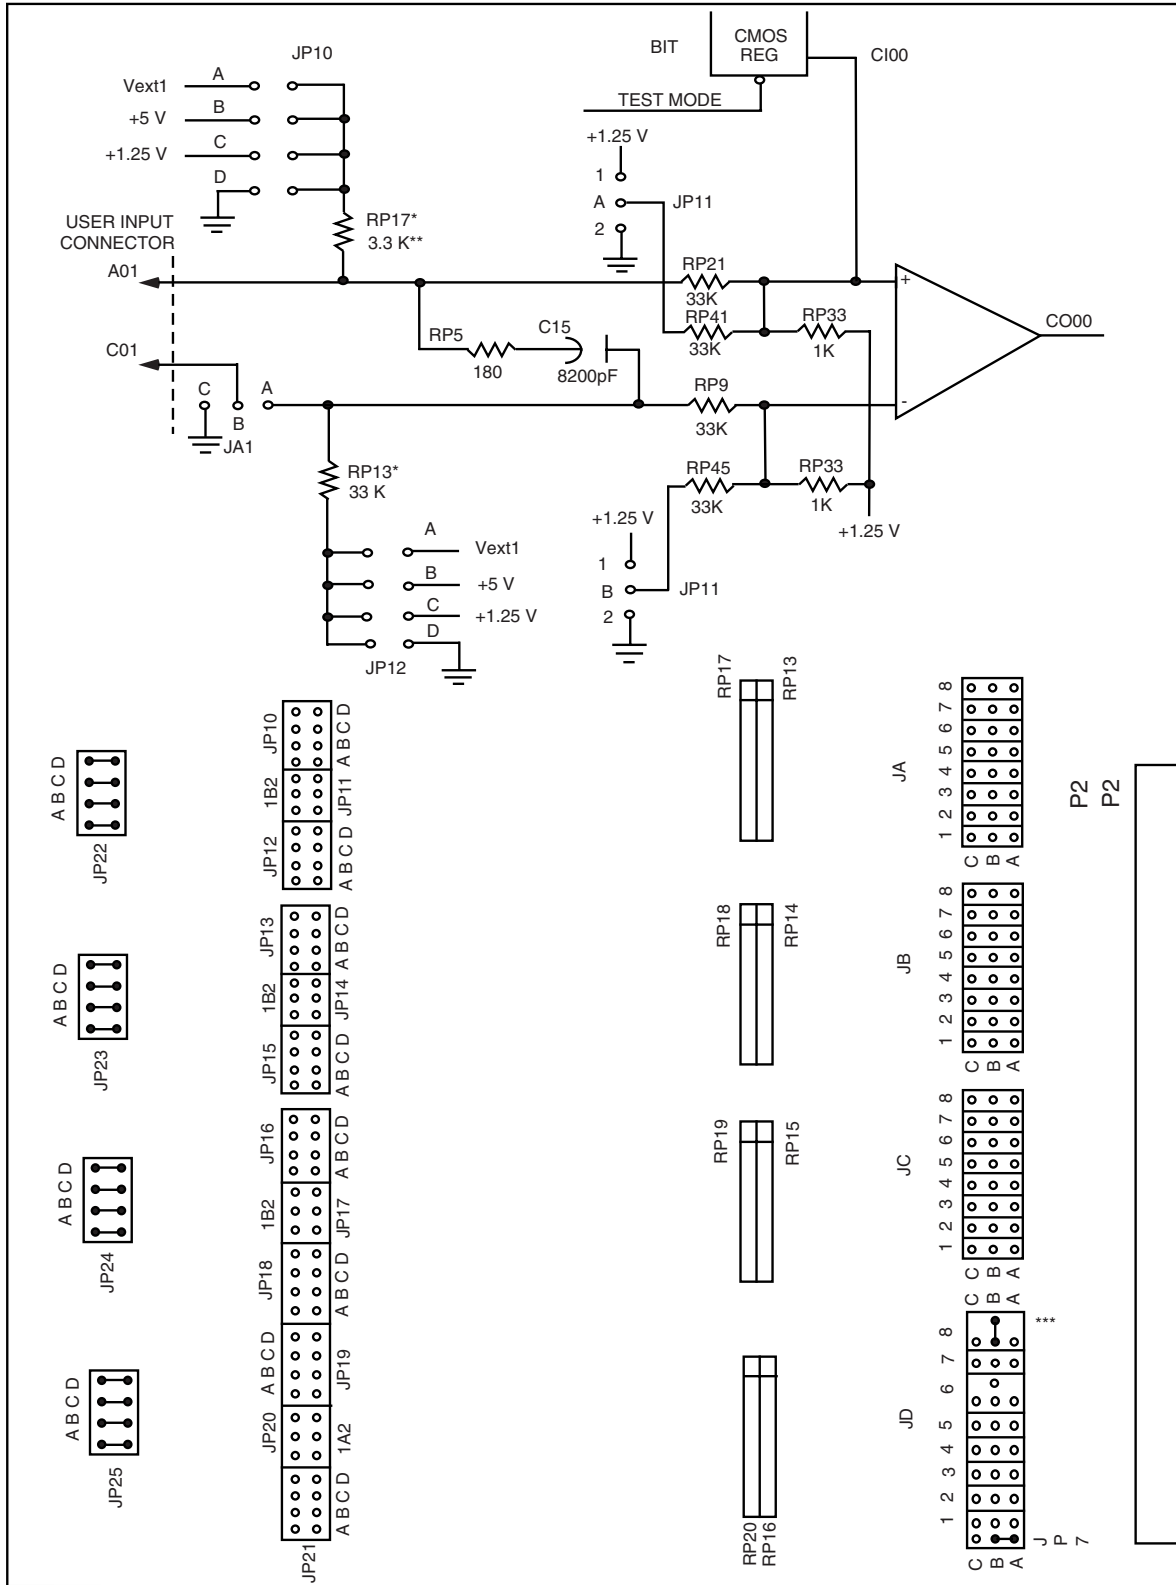 JP10
BIT
CMOS
REG
CI00
Vext1
A
+5 V
B
+1.25 V
C
D
TEST MODE
+1.25 V
1
A
JP11
2
USER INPUT
CONNECTOR
RP17*
3.3 K**
A01
RP21
33K
+
RP41
33K
RP33
1K
CO00
RP5
180
C15
8200pF
C01
C
B
A
JA1
RP9
33K
-
RP13*
33 K
RP45
33K
RP33
1K
+1.25 V
+1.25 V
1
B
JP11
2
A
Vext1
B
+5 V
C
+1.25 V
D
JP12
A B C D
JP22
JP10
A B C D
1B2
JP11
JP12
A B C D
RP17
RP13
JA
1 2 3 4 5 6 7 8
C B A
P2
P2
A B C D
JP23
JP13
A B C D
1B2
JP14
JP15
A B C D
RP18
RP14
JB
1 2 3 4 5 6 7 8
C B A
A B C D
JP24
JP16
A B C D
1B2
JP17
JP18
A B C D
RP19
RP15
JC
1 2 3 4 5 6 7 8
C B A
C B A
***
A B C D
JP25
A B C D
JP19
JP20
1A2
A B C D
JP21
RP20
RP16
JD
1 2 3 4 5 6 7 8
C B A
J
P
7